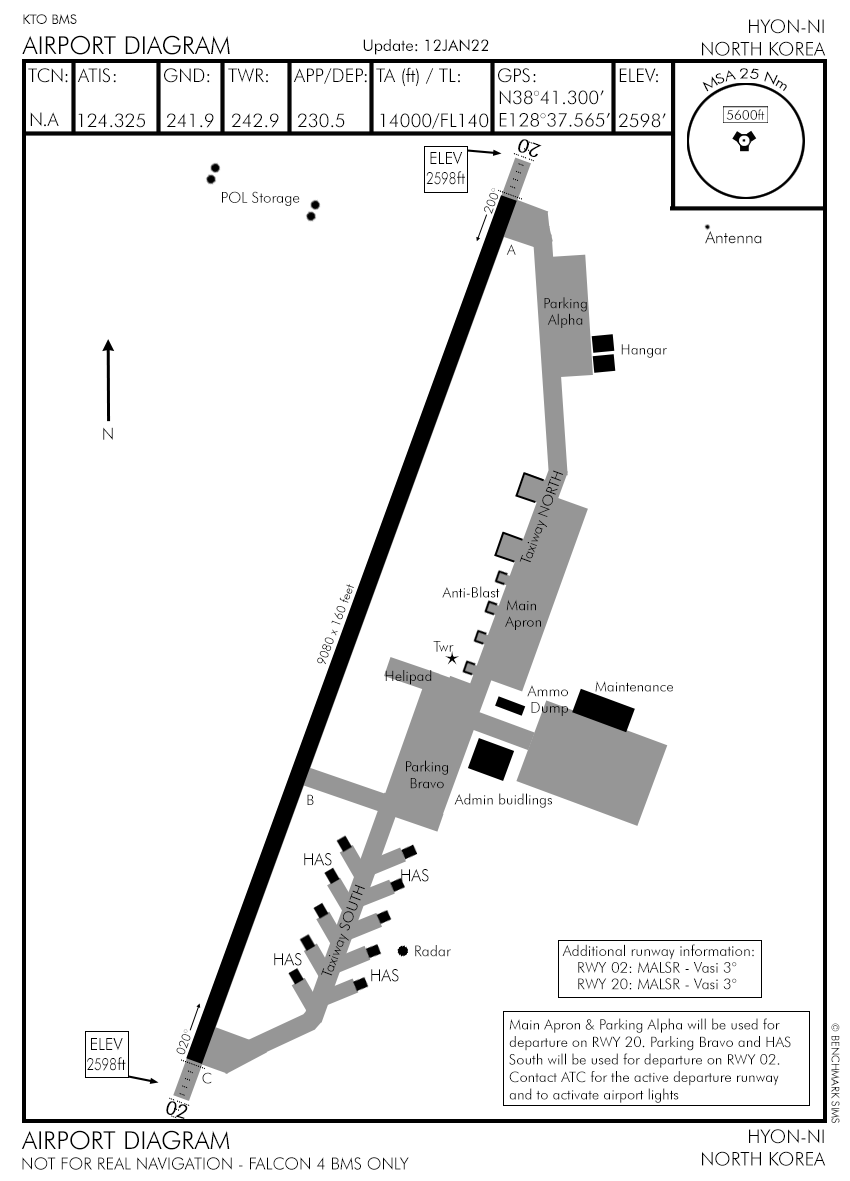 KTO BMS
AIRPORT DIAGRAM
Update: 12JAN22
HYON-NI
NORTH KOREA
TCN: ATIS: GND: TWR: APP/DEP: TA (ft) / TL: GPS: ELEV:
N38°41.300'
N.A 124.325 241.9 242.9 230.5 14000/FL140 E128°37.565' 2598'
MSA 25 Nm
5600ft
ELEV
2598ft
20
200°
POL Storage
Antenna
A
Parking
Alpha
Hangar
N
Taxiway NORTH
Anti-Blast
Main
Apron
9080 x 160 feet
Twr
Helipad
Ammo
Dump
Maintenance
Parking
Bravo
B
Admin buidlings
HAS
HAS
Taxiway SOUTH
HAS
HAS
Radar
Additional runway information:
RWY 02: MALSR - Vasi 3°
RWY 20: MALSR - Vasi 3°
Main Apron & Parking Alpha will be used for
departure on RWY 20. Parking Bravo and HAS
South will be used for departure on RWY 02.
Contact ATC for the active departure runway
and to activate airport lights
020°
ELEV
2598ft
C
02
© BENCHMARK SIMS
AIRPORT DIAGRAM
NOT FOR REAL NAVIGATION - FALCON 4 BMS ONLY
HYON-NI
NORTH KOREA